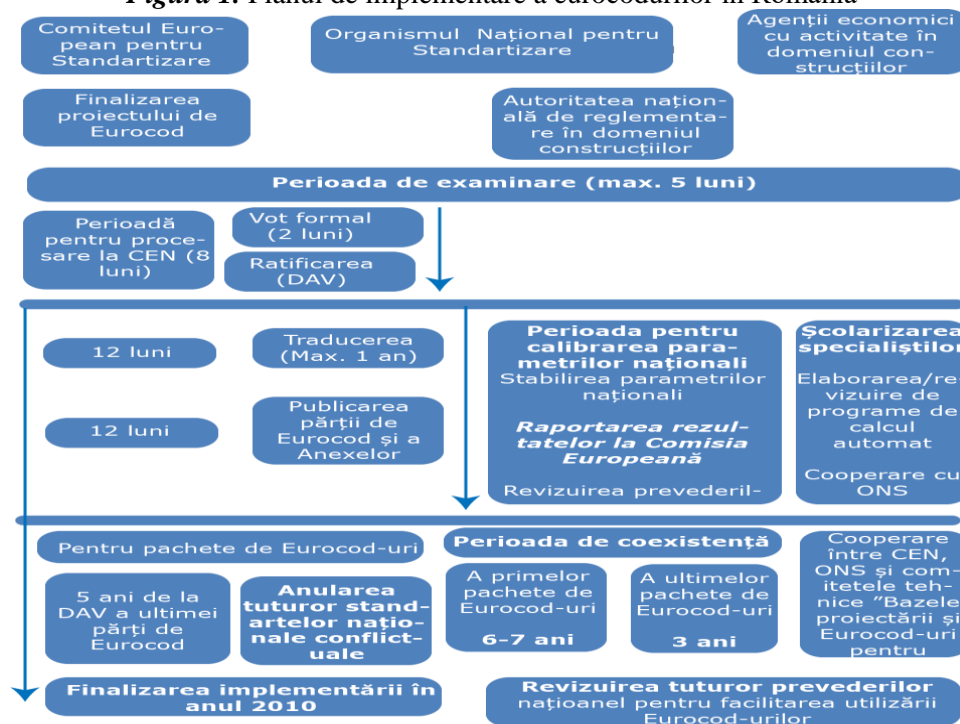 Figura 1. Planul de implementare a eurocodurilor în România
Comitetul Euro-
pean pentru
Standartizare
Organismul Național pentru
Standartizare
Agenții economici
cu activitate în
domeniul con-
strucțiilor
Finalizarea
proiectului de
Eurocod
Autoritatea națion-
ală de reglementa-
re în domeniul
construcțiilor
Perioada de examinare (max. 5 luni)
Perioadă
pentru proce-
sare la CEN (8
luni)
Vot formal
(2 luni)
Ratificarea
(DAV)
12 luni
Traducerea
(Max. 1 an)
12 luni
Publicarea
părții de
Eurocod și a
Anexelor
Perioada pentru
calibrarea para-
metrilor naționali
Stabilirea parametrilor
naționali
Raportarea rezul-
tatelor la Comisia
Europeană
Revizuirea prevederil-
Școlarizarea
specialiștilor
Elaborarea/re-
vizuire de
programe de
calcul
automat
Cooperare cu
ONS
Pentru pachete de Eurocod-uri
Perioada de coexistență
5 ani de la
DAV a ultimei
părți de
Eurocod
Anularea
tuturor stand-
artelor națio-
nale conflict-
uale
A primelor
pachete de
Eurocod-uri
6-7 ani
A ultimelor
pachete de
Eurocod-uri
3 ani
Cooperare
între CEN,
ONS și com-
itetele teh-
nice "Bazele
proiectării și
Eurocod-uri
pentru
Finalizarea implementării în
anul 2010
Revizuirea tuturor prevederilor
națioanel pentru facilitarea utilizării
Eurocod-urilor